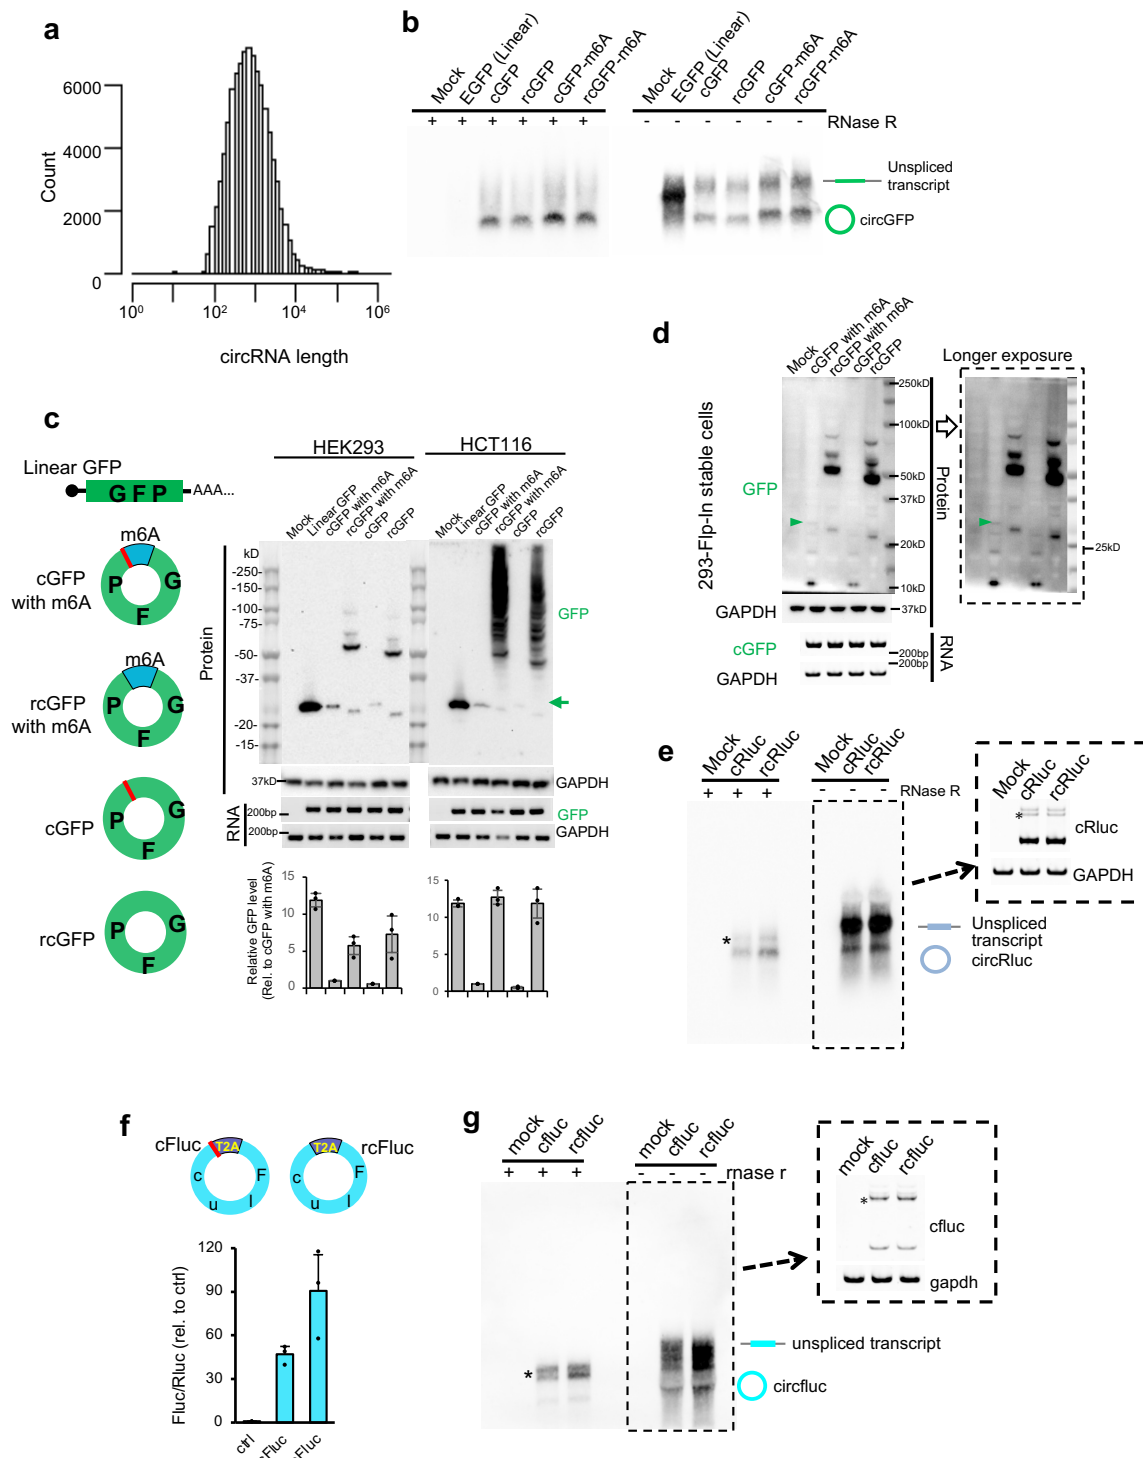 a
6000
4000
2000
0
Count
10⁰
10²
10⁴
10⁶
circRNA length
b
Mock
EGFP (Linear)
cGFP
rcGFP
cGFP-m6A
rcGFP-m6A
Mock
EGFP (Linear)
cGFP
rcGFP
cGFP-m6A
rcGFP-m6A
+ + + + + +
- - - - - -
RNase R
Unspliced
transcript
circGFP
c
Linear GFP
GFP
AAA...
m6A
P G
F
cGFP
with m6A
m6A
P G
F
rcGFP
with m6A
P G
F
cGFP
P G
F
rcGFP
HEK293
HCT116
Mock
Linear GFP
cGFP with m6A
rcGFP with m6A
cGFP
rcGFP
Mock
Linear GFP
cGFP with m6A
rcGFP with m6A
cGFP
rcGFP
Protein
kD
-250-
-150-
-100-
-75-
-50-
-37-
-20-
-15-
GFP
37kD
GAPDH
RNA
200bp
GFP
200bp
GAPDH
Relative GFP level
(Rel. to cGFP with m6A)
15
10
5
0
15
10
5
0
d
Mock
cGFP with m6A
rcGFP with m6A
cGFP
rcGFP
Longer exposure
293-Flp-In stable cells
GFP
250kD
100kD
50kD
37kD
20kD
10kD
Protein
25kD
GAPDH
37kD
cGFP
200bp
200bp
GAPDH
RNA
e
Mock
cRluc
rcRluc
Mock
cRluc
rcRluc
+ + +
- - -
RNase R
*
Unspliced
transcript
circRluc
Mock
cRluc
rcRluc
*
cRluc
GAPDH
f
cFluc
T2A
c F
u l
rcFluc
T2A
c F
u l
Fluc/Rluc (rel. to ctrl)
120
90
60
30
0
ctrl
g
mock
cfluc
rcfluc
mock
cfluc
rcfluc
+ + +
- - -
rnase r
*
unspliced transcript
circfluc
mock
cfluc
rcfluc
*
cfluc
gapdh